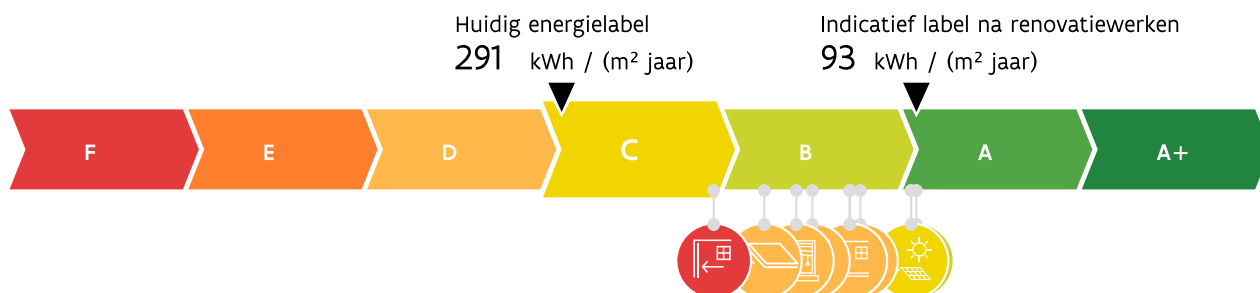 Huidig energielabel
291 kWh / (m² jaar)
Indicatief label na renovatiewerken
93 kWh / (m² jaar)
F E D C B A A+